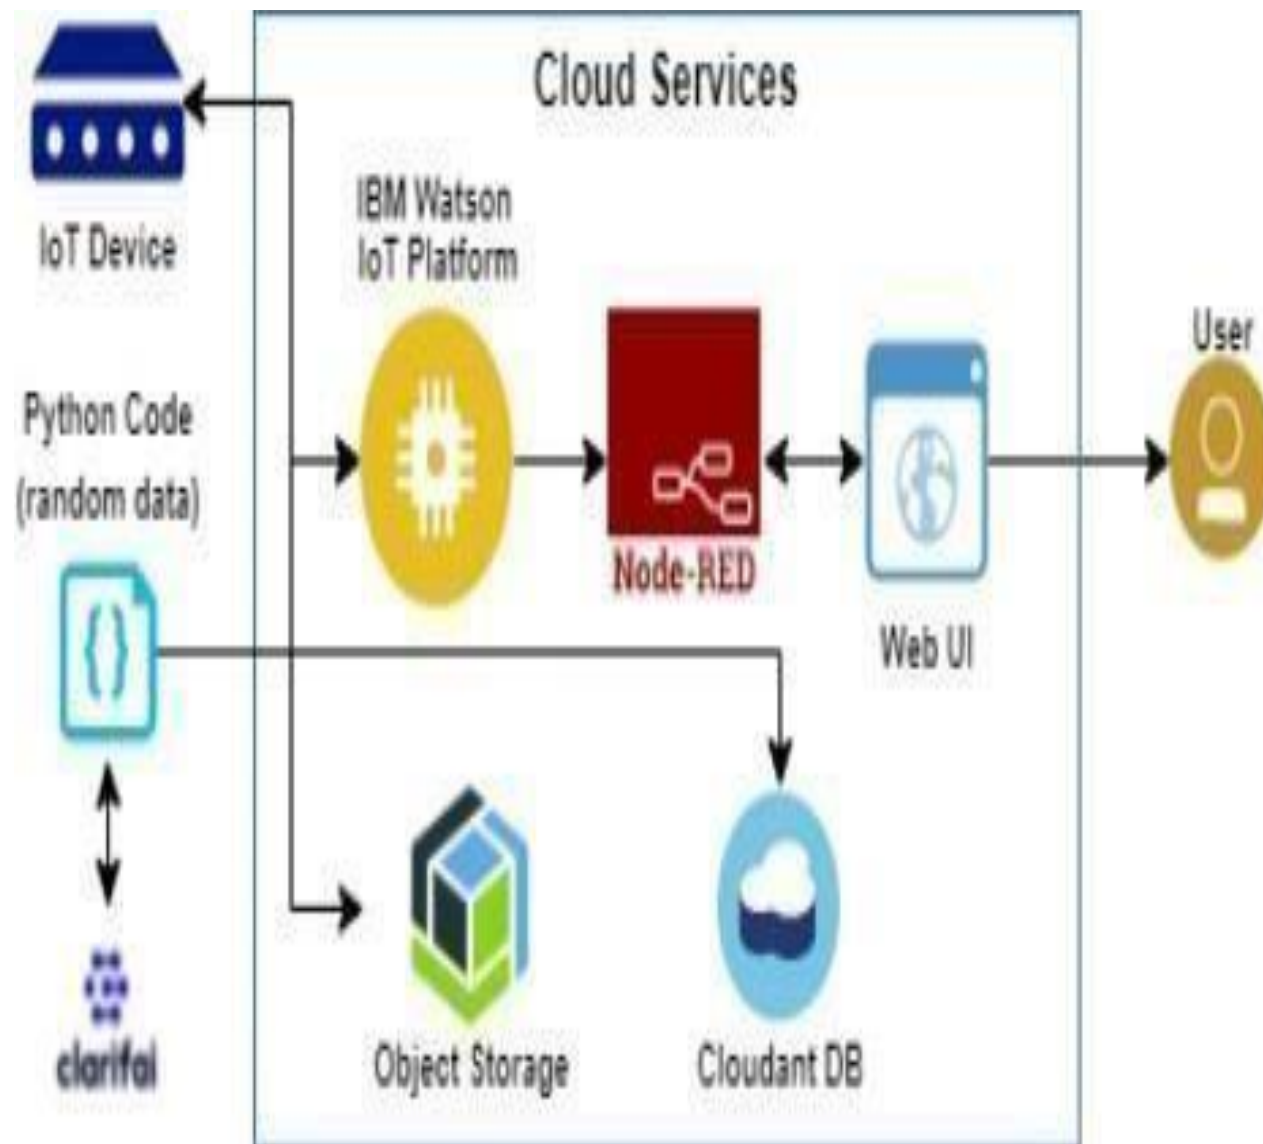 Cloud Services
IoT Device
IBM Watson
IoT Platform
Python Code
(random data)
Node-RED
Web UI
User
clarifai
Object Storage
Cloudant DB